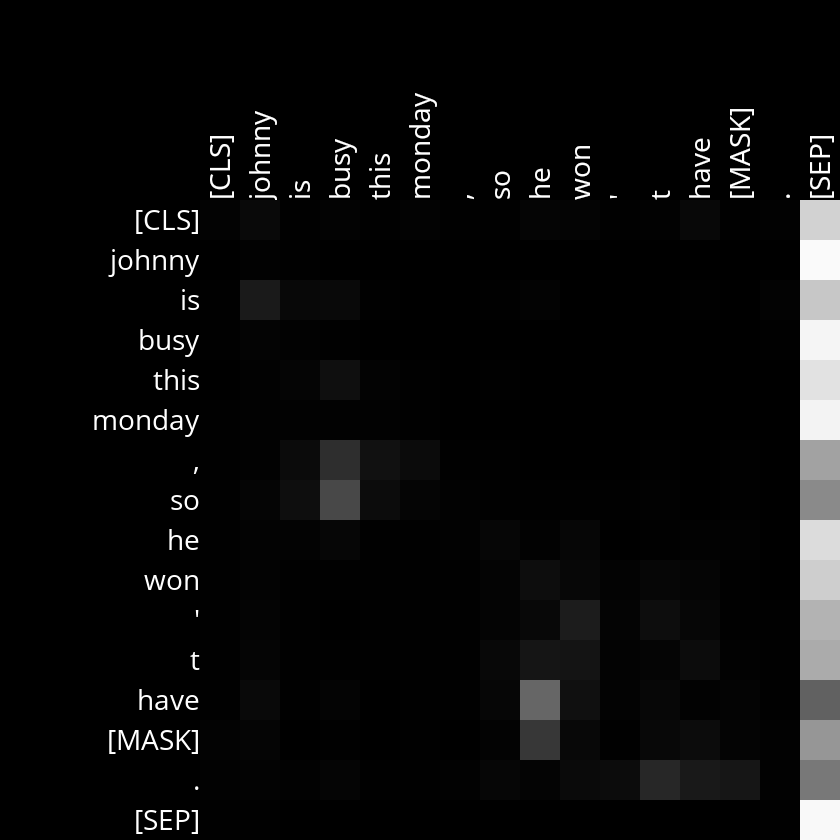 [CLS] johnny is busy this monday , so he won ' t have [MASK] . [SEP]
[CLS]
johnny
is
busy
this
monday
,
so
he
won
'
t
have
[MASK]
.
[SEP]